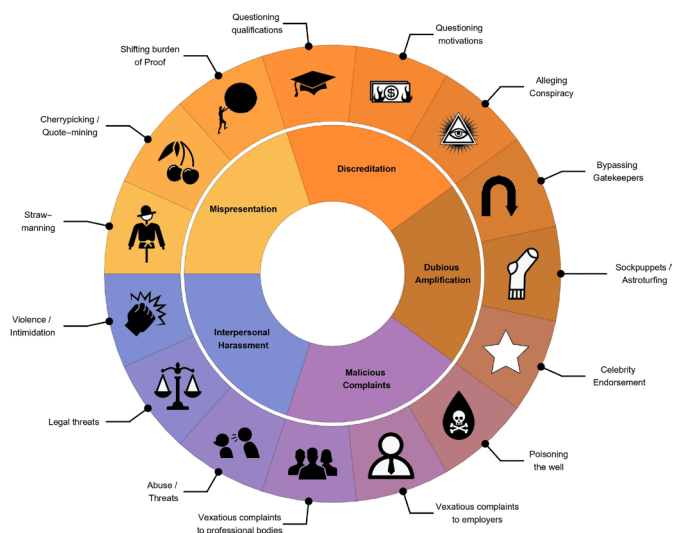 Questioning
qualifications
Questioning
motivations
Shifting burden
of Proof
Alleging
Conspiracy
Cherrypicking /
Quote–mining
Bypassing
Gatekeepers
Straw–
manning
Sockpuppets /
Astroturfing
Violence /
Intimidation
Celebrity
Endorsement
Legal threats
Poisoning
the well
Abuse /
Threats
Vexatious complaints
to professional bodies
Vexatious complaints
to employers
Discreditation
Mispresentation
Dubious
Amplification
Interpersonal
Harassment
Malicious
Complaints
$